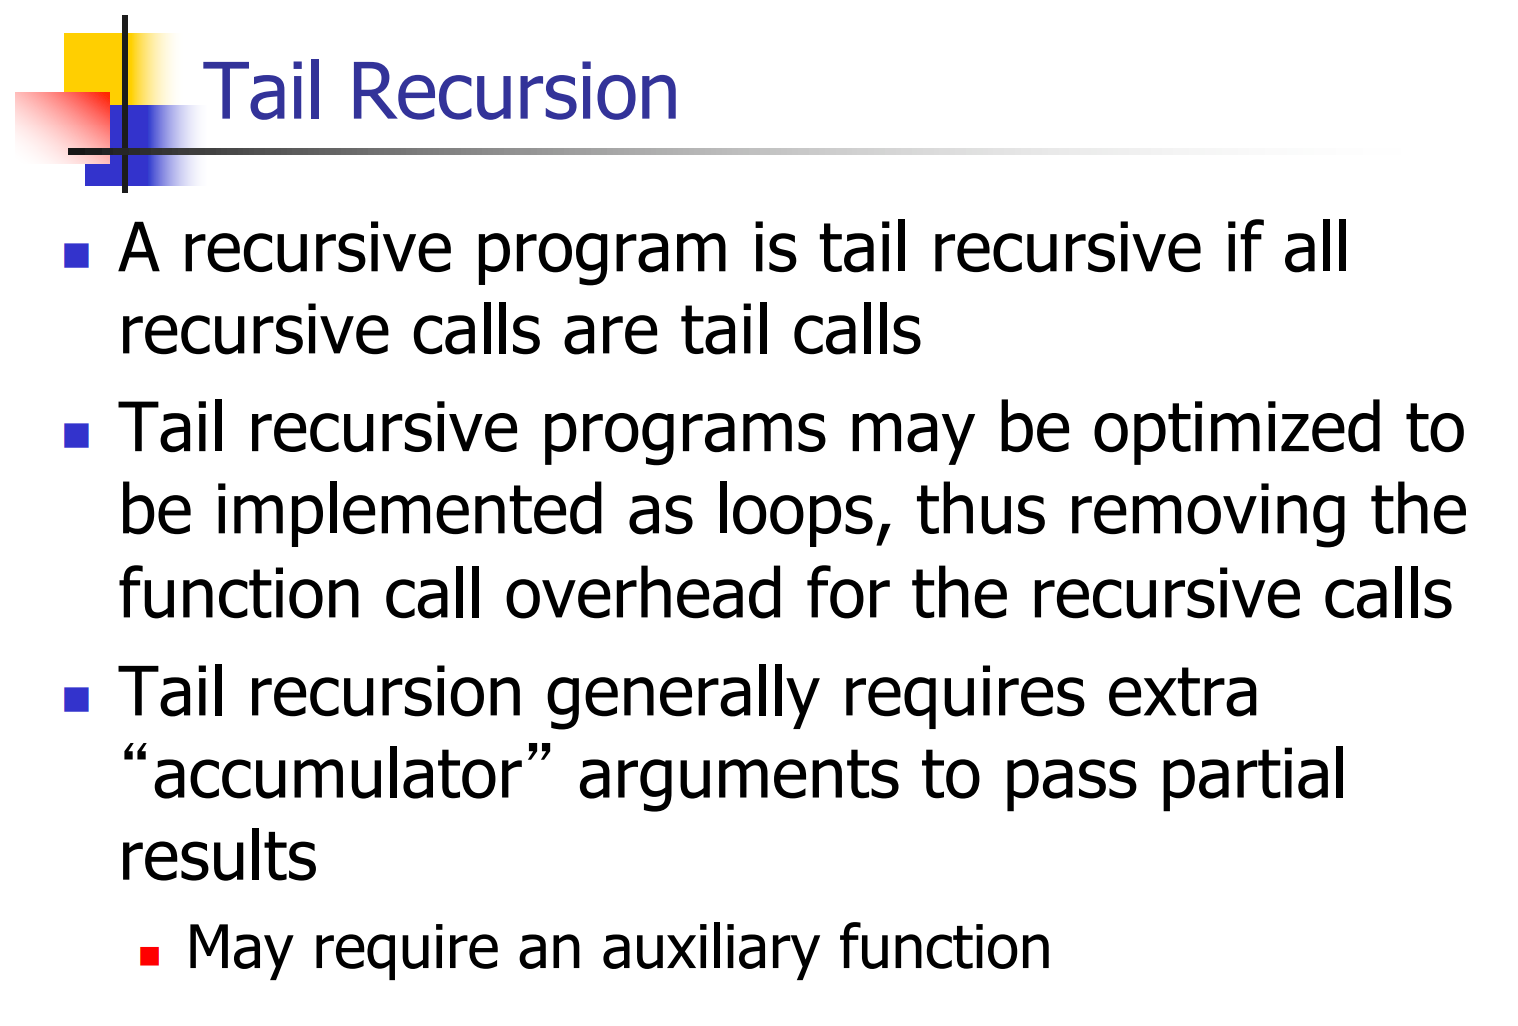 Tail Recursion
A recursive program is tail recursive if all
recursive calls are tail calls
Tail recursive programs may be optimized to
be implemented as loops, thus removing the
function call overhead for the recursive calls
Tail recursion generally requires extra
“accumulator” arguments to pass partial
results
May require an auxiliary function